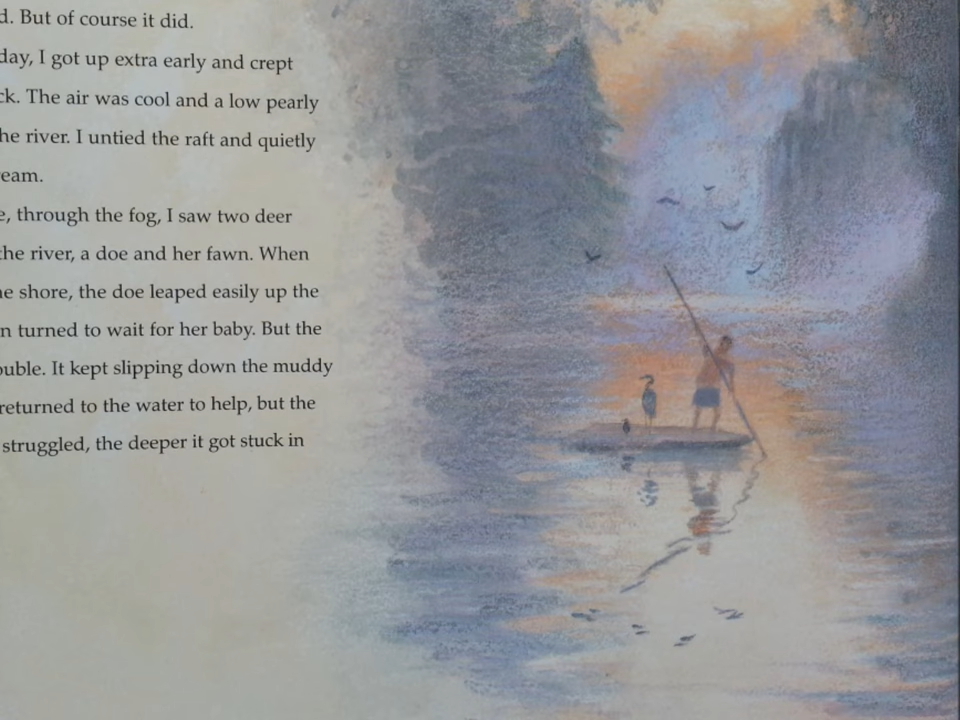 d. But of course it did.
day, I got up extra early and crept
ck. The air was cool and a low pearly
he river. I untied the raft and quietly
eam.
e, through the fog, I saw two deer
the river, a doe and her fawn. When
he shore, the doe leaped easily up the
n turned to wait for her baby. But the
ouble. It kept slipping down the muddy
returned to the water to help, but the
struggled, the deeper it got stuck in